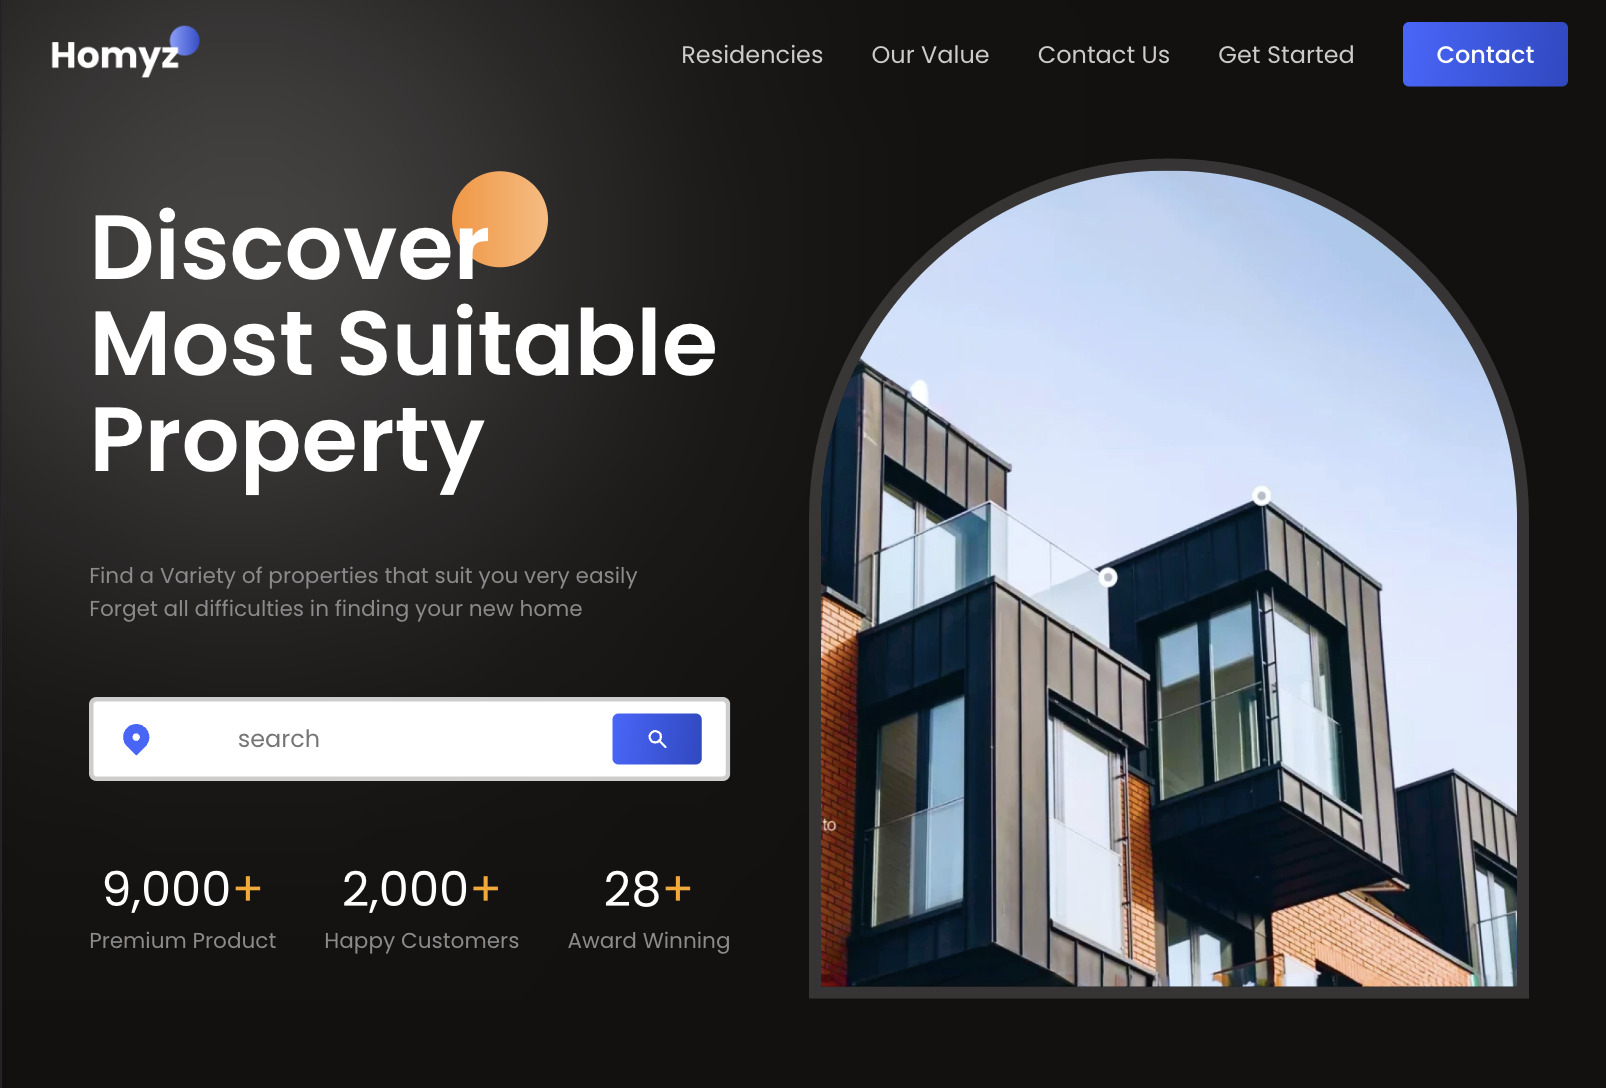 Homyz
Residencies
Our Value
Contact Us
Get Started
Contact
Discover
Most Suitable
Property
Find a Variety of properties that suit you very easily
Forget all difficulties in finding your new home
search
9,000+
2,000+
28+
Premium Product
Happy Customers
Award Winning
to